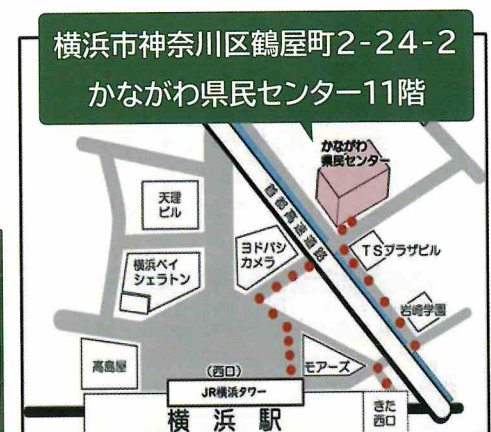 横浜市神奈川区鶴屋町2-24-2
かながわ県民センター11階
かながわ
県民センター
天理
ビル
首都高速道路
ヨドバシ
カメラ
TSプラザビル
横浜ベイ
シェラトン
岩崎学園
高島屋
(西口)
モアーズ
JR横浜タワー
横浜駅
きた
西口